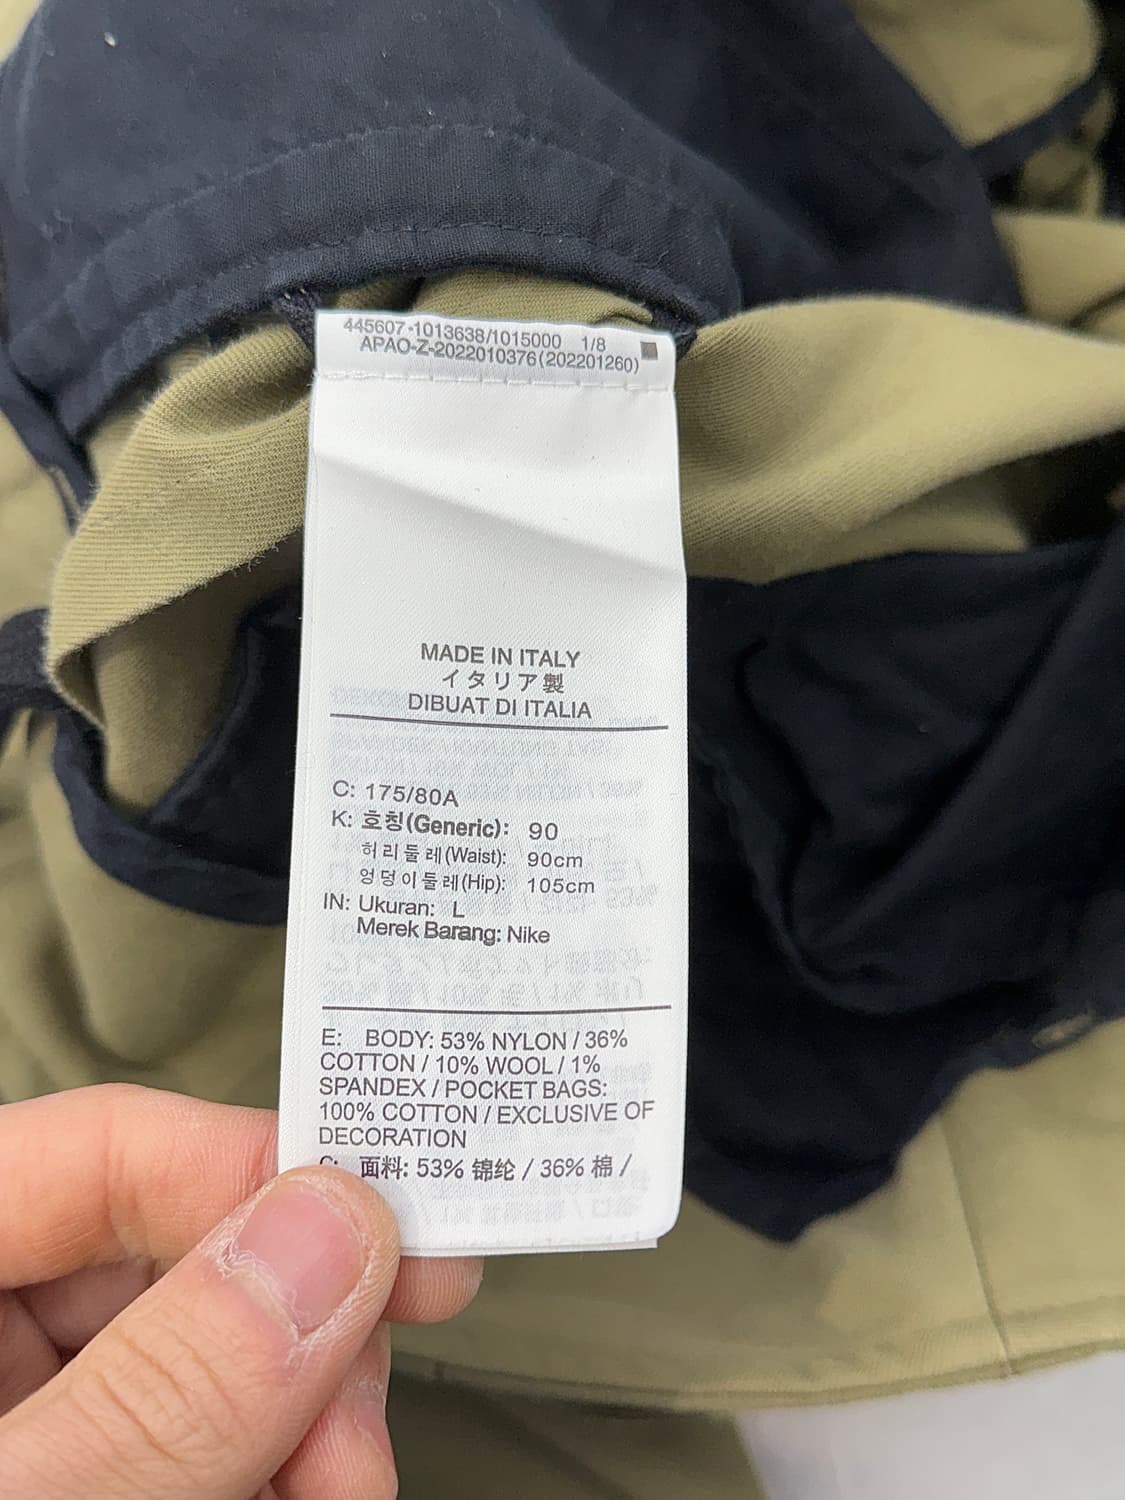 445607-1013638/1015000 1/8
APAO-Z-2022010376(202201260)
MADE IN ITALY
イタリア製
DIBUAT DI ITALIA
C: 175/80A
K: 호칭(Generic): 90
허리둘레(Waist): 90cm
엉덩이둘레(Hip): 105cm
IN: Ukuran: L
Merek Barang: Nike
E: BODY: 53% NYLON / 36%
COTTON / 10% WOOL / 1%
SPANDEX / POCKET BAGS:
100% COTTON / EXCLUSIVE OF
DECORATION
C: 面料: 53% 锦纶 / 36% 棉 /